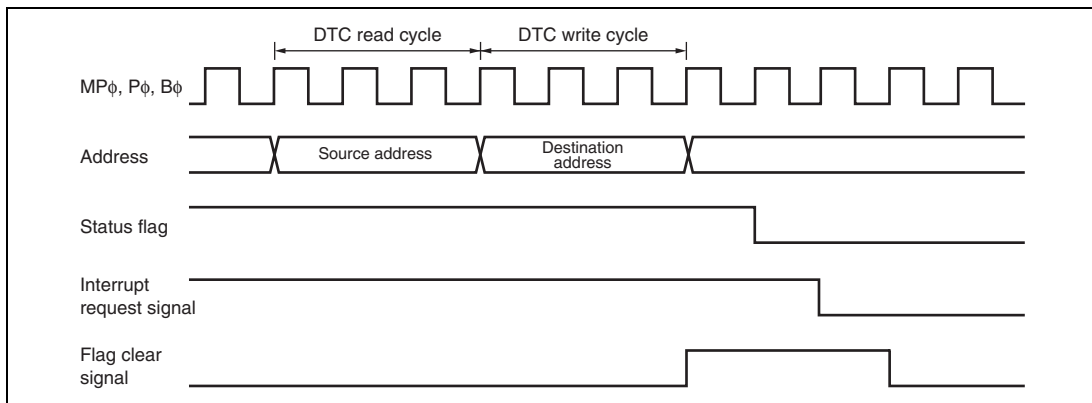 DTC read cycle
DTC write cycle
MPϕ, Pϕ, Bϕ
Address
Source address
Destination
address
Status flag
Interrupt
request signal
Flag clear
signal